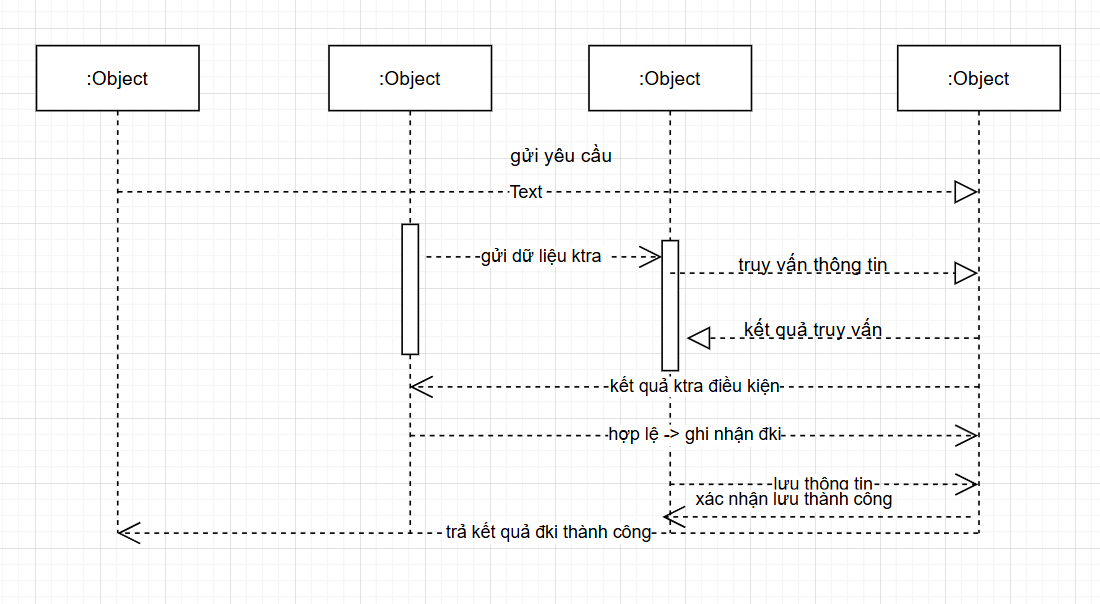 :Object
:Object
:Object
:Object
gửi yêu cầu
Text
gửi dữ liệu ktra
truy vấn thông tin
kết quả truy vấn
kết quả ktra điều kiện
hợp lệ -> ghi nhận đki
lưu thông tin
xác nhận lưu thành công
trả kết quả đki thành công